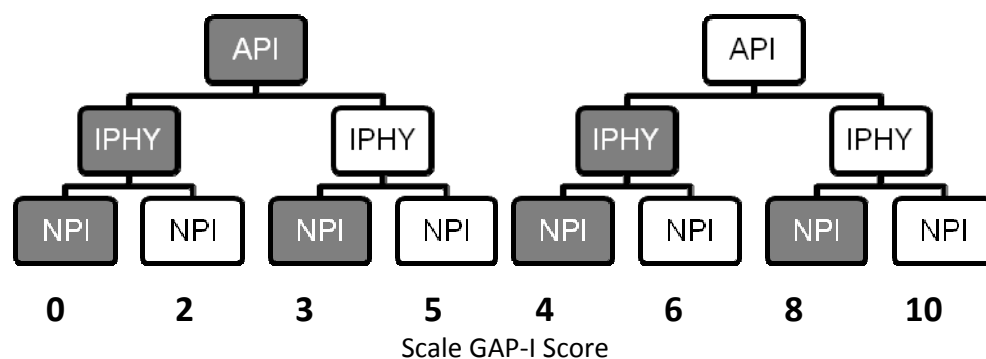 API API
IPHY IPHY IPHY IPHY
NPI NPI NPI NPI NPI NPI NPI NPI
0 2 3 5 4 6 8 10
Scale GAP-I Score